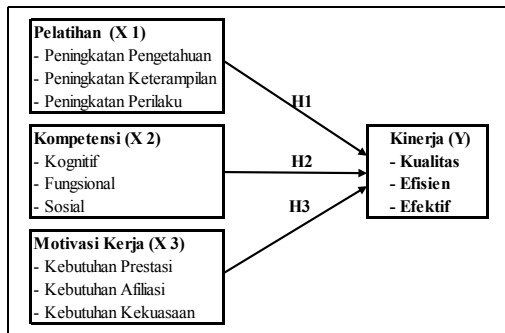 Pelatihan (X 1)
- Peningkatan Pengetahuan
- Peningkatan Keterampilan
- Peningkatan Perilaku
H1
Kompetensi (X 2)
- Kognitif
- Fungsional
- Sosial
H2
Kinerja (Y)
- Kualitas
- Efisien
- Efektif
H3
Motivasi Kerja (X 3)
- Kebutuhan Prestasi
- Kebutuhan Afiliasi
- Kebutuhan Kekuasaan